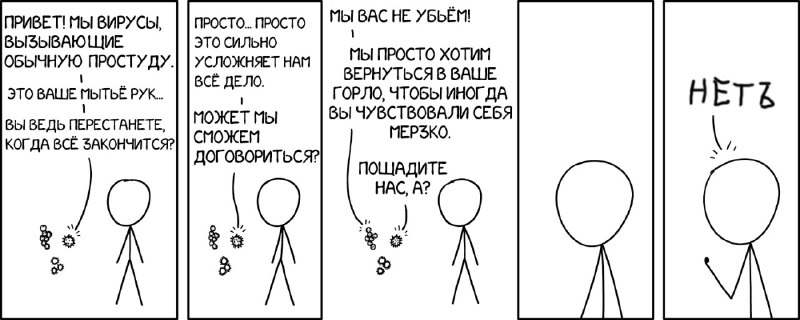 ПРИВЕТ! МЫ ВИРУСЫ,
ВЫЗЫВАЮЩИЕ
ОБЫЧНУЮ ПРОСТУДУ.
ЭТО ВАШЕ МЫТЬЁ РУК...
ВЫ ВЕДЬ ПЕРЕСТАНЕТЕ,
КОГДА ВСЁ ЗАКОНЧИТСЯ?
ПРОСТО... ПРОСТО
ЭТО СИЛЬНО
УСЛОЖНЯЕТ НАМ
ВСЁ ДЕЛО.
МОЖЕТ МЫ
СМОЖЕМ
ДОГОВОРИТЬСЯ?
МЫ ВАС НЕ УБЬЁМ!
МЫ ПРОСТО ХОТИМ
ВЕРНУТЬСЯ В ВАШЕ
ГОРЛО, ЧТОБЫ ИНОГДА
ВЫ ЧУВСТВОВАЛИ СЕБЯ
МЕРЗКО.
ПОЩАДИТЕ
НАС, А?
НЕТЪ